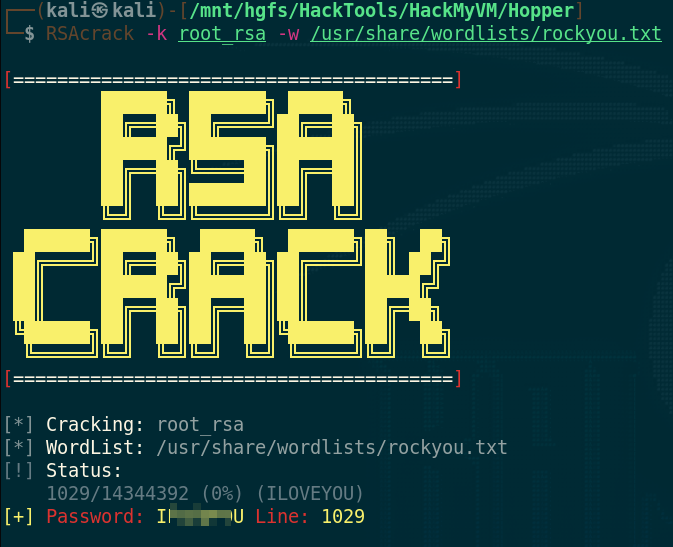 (kali㉿kali)-[/mnt/hgfs/HackTools/HackMyVM/Hopper]
$ RSAcrack -k root_rsa -w /usr/share/wordlists/rockyou.txt
[========================================]
RSA
CRACK
[========================================]
[*] Cracking: root_rsa
[*] WordList: /usr/share/wordlists/rockyou.txt
[!] Status:
1029/14344392 (0%) (ILOVEYOU)
[+] Password: Line: 1029